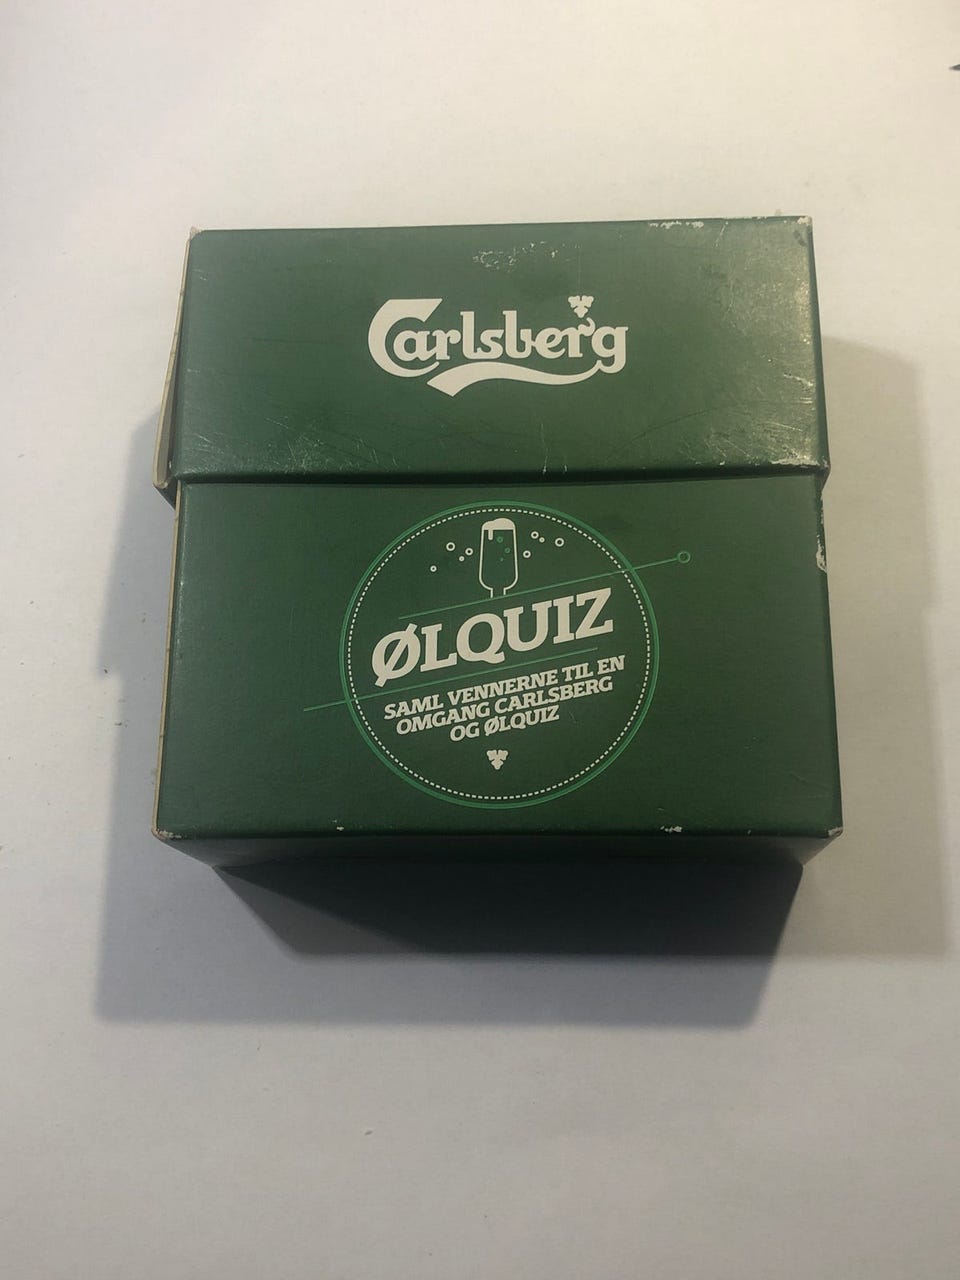 Carlsberg
ØLQUIZ
SAML VENNERNE TIL EN
OMGANG CARLSBERG
OG ØLQUIZ